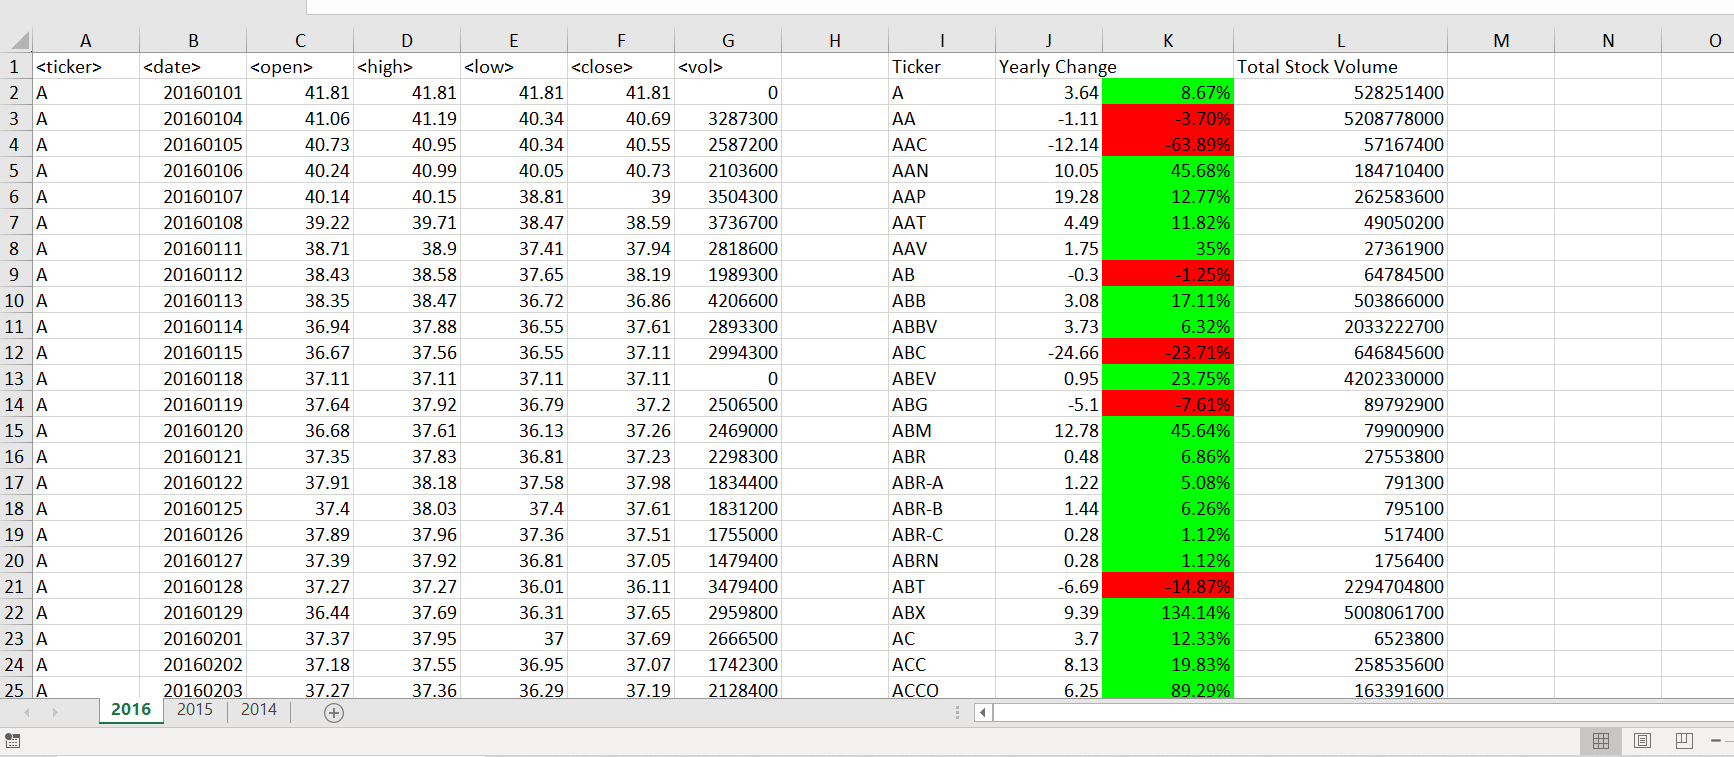 A B C D E F G H I J K L M N O
1 <ticker> <date> <open> <high> <low> <close> <vol> Ticker Yearly Change Total Stock Volume
2 A 20160101 41.81 41.81 41.81 41.81 0 A 3.64 8.67% 528251400
3 A 20160104 41.06 41.19 40.34 40.69 3287300 AA -1.11 -3.70% 5208778000
4 A 20160105 40.73 40.95 40.34 40.55 2587200 AAC -12.14 -63.89% 57167400
5 A 20160106 40.24 40.99 40.05 40.73 2103600 AAN 10.05 45.68% 184710400
6 A 20160107 40.14 40.15 38.81 39 3504300 AAP 19.28 12.77% 262583600
7 A 20160108 39.22 39.71 38.47 38.59 3736700 AAT 4.49 11.82% 49050200
8 A 20160111 38.71 38.9 37.41 37.94 2818600 AAV 1.75 35% 27361900
9 A 20160112 38.43 38.58 37.65 38.19 1989300 AB -0.3 -1.25% 64784500
10 A 20160113 38.35 38.47 36.72 36.86 4206600 ABB 3.08 17.11% 503866000
11 A 20160114 36.94 37.88 36.55 37.61 2893300 ABBV 3.73 6.32% 2033222700
12 A 20160115 36.67 37.56 36.55 37.11 2994300 ABC -24.66 -23.71% 646845600
13 A 20160118 37.11 37.11 37.11 37.11 0 ABEV 0.95 23.75% 4202330000
14 A 20160119 37.64 37.92 36.79 37.2 2506500 ABG -5.1 -7.61% 89792900
15 A 20160120 36.68 37.61 36.13 37.26 2469000 ABM 12.78 45.64% 79900900
16 A 20160121 37.35 37.83 36.81 37.23 2298300 ABR 0.48 6.86% 27553800
17 A 20160122 37.91 38.18 37.58 37.98 1834400 ABR-A 1.22 5.08% 791300
18 A 20160125 37.4 38.03 37.4 37.61 1831200 ABR-B 1.44 6.26% 795100
19 A 20160126 37.89 37.96 37.36 37.51 1755000 ABR-C 0.28 1.12% 517400
20 A 20160127 37.39 37.92 36.81 37.05 1479400 ABRN 0.28 1.12% 1756400
21 A 20160128 37.27 37.27 36.01 36.11 3479400 ABT -6.69 -14.87% 2294704800
22 A 20160129 36.44 37.69 36.31 37.65 2959800 ABX 9.39 134.14% 5008061700
23 A 20160201 37.37 37.95 37 37.69 2666500 AC 3.7 12.33% 6523800
24 A 20160202 37.18 37.55 36.95 37.07 1742300 ACC 8.13 19.83% 258535600
25 A 20160203 37.27 37.36 36.29 37.19 2128400 ACCO 6.25 89.29% 163391600
2016 2015 2014